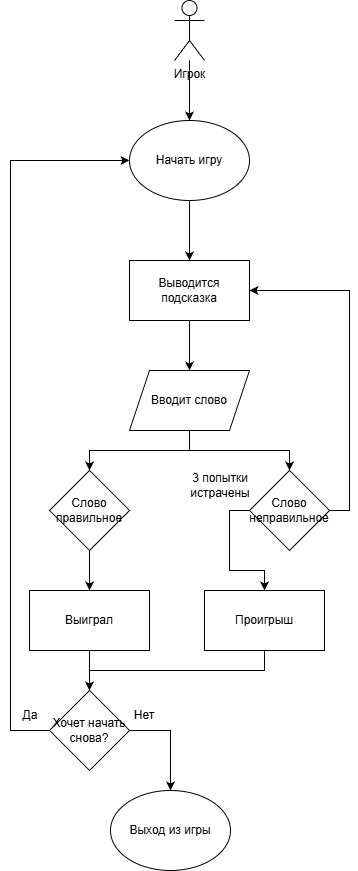 Игрок
Начать игру
Выводится
подсказка
Вводит слово
3 попытки
истрачены
Слово
правильное
Слово
неправильное
Выиграл
Проигрыш
Да
Хочет начать
снова?
Нет
Выход из игры